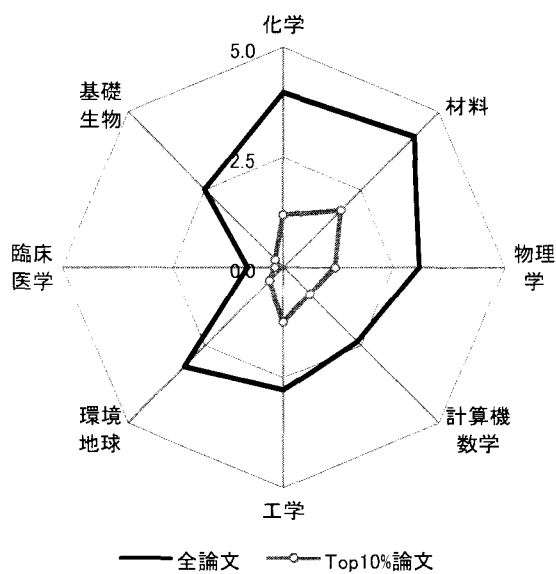 化学
5.0
基礎
生物
材料
2.5
臨床
医学
0.0
物理
学
環境
地球
計算機
数学
工学
全論文
Top10%論文